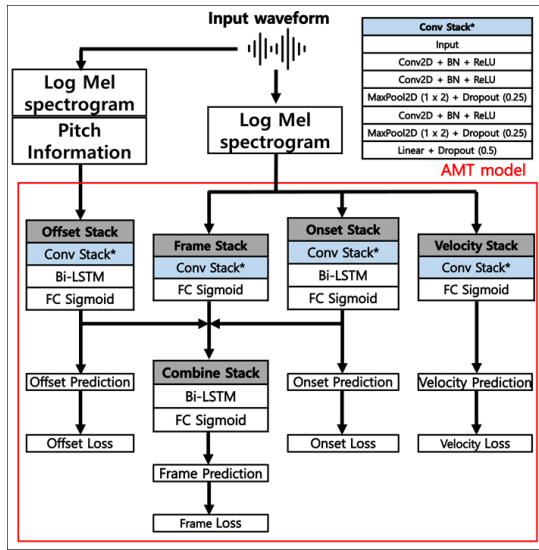 Input waveform
Conv Stack*
Input
Conv2D + BN + ReLU
Conv2D + BN + ReLU
MaxPool2D (1 x 2) + Dropout (0.25)
Conv2D + BN + ReLU
MaxPool2D (1 x 2) + Dropout (0.25)
Linear + Dropout (0.5)
Log Mel
spectrogram
Pitch
Information
Log Mel
spectrogram
AMT model
Offset Stack
Conv Stack*
Bi-LSTM
FC Sigmoid
Frame Stack
Conv Stack*
FC Sigmoid
Onset Stack
Conv Stack*
Bi-LSTM
FC Sigmoid
Velocity Stack
Conv Stack*
FC Sigmoid
Combine Stack
Bi-LSTM
FC Sigmoid
Offset Prediction
Onset Prediction
Velocity Prediction
Offset Loss
Onset Loss
Velocity Loss
Frame Prediction
Frame Loss